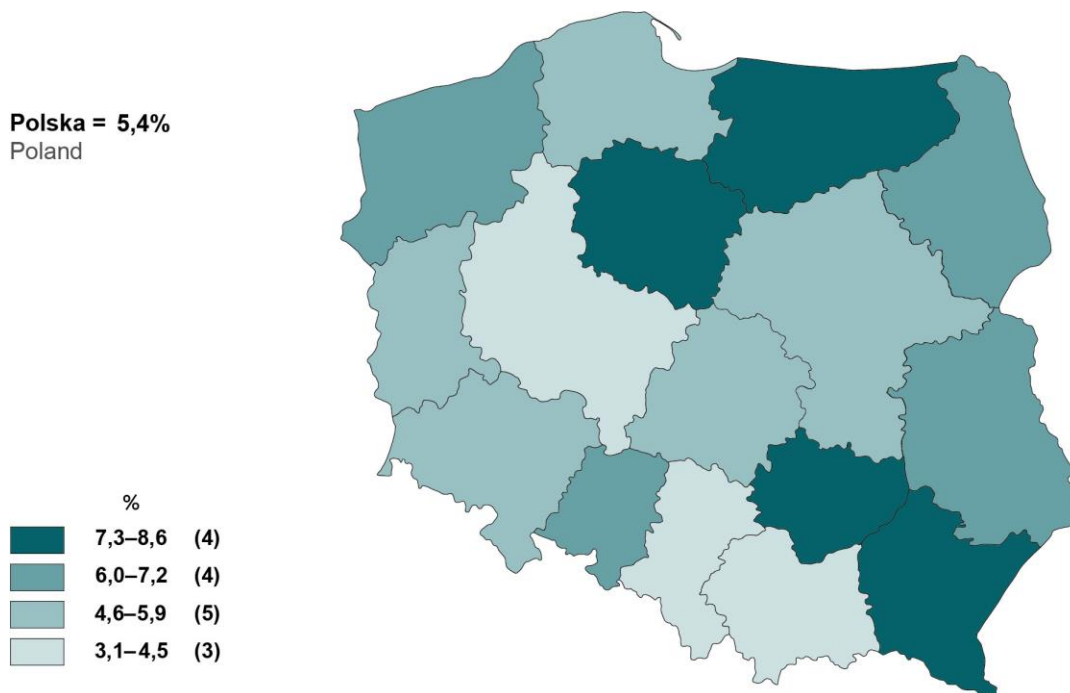 Polska = 5,4%
Poland
%
7,3–8,6 (4)
6,0–7,2 (4)
4,6–5,9 (5)
3,1–4,5 (3)